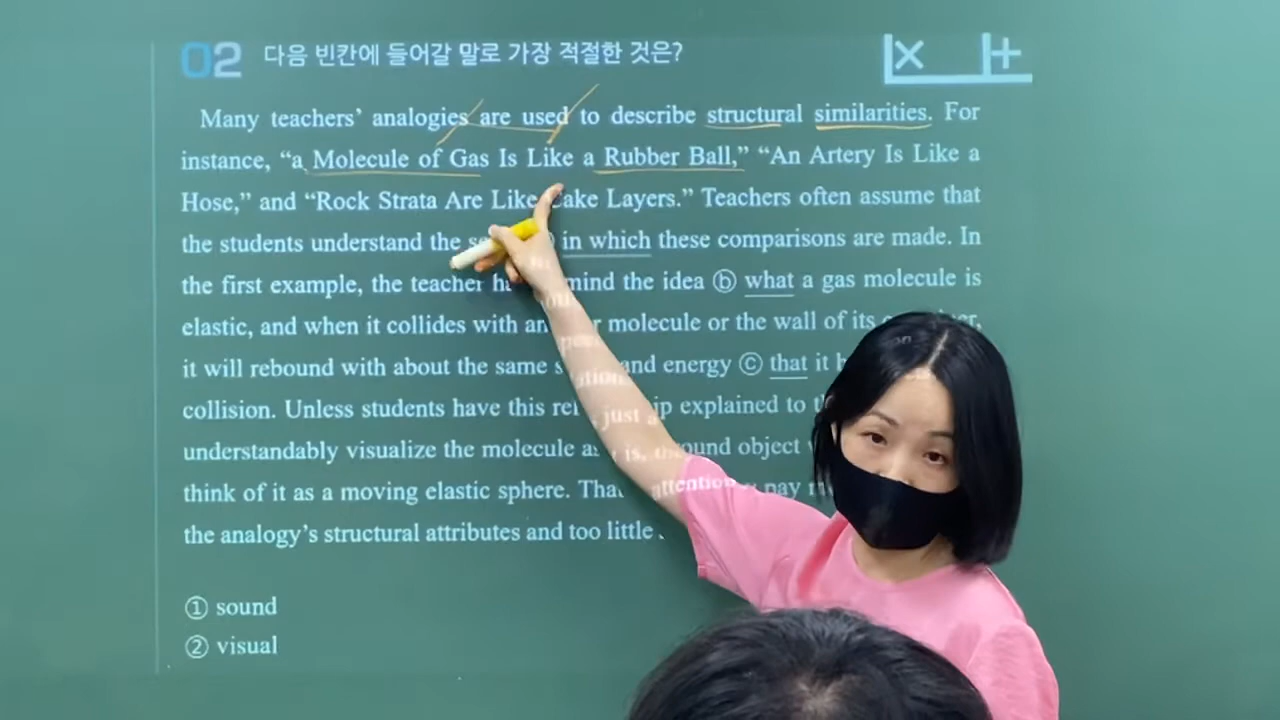 02 다음 빈칸에 들어갈 말로 가장 적절한 것은?
Many teachers’ analogies are used to describe structural similarities. For
instance, “a Molecule of Gas Is Like a Rubber Ball,” “An Artery Is Like a
Hose,” and “Rock Strata Are Like Cake Layers.” Teachers often assume that
the students understand the in which these comparisons are made. In
the first example, the teacher mind the idea ⓑ what a gas molecule is
elastic, and when it collides with molecule or the wall of its
it will rebound with about the same and energy ⓒ that it
collision. Unless students have this explained to
understandably visualize the molecule is, round object
think of it as a moving elastic sphere. pay
the analogy’s structural attributes and too little
① sound
② visual